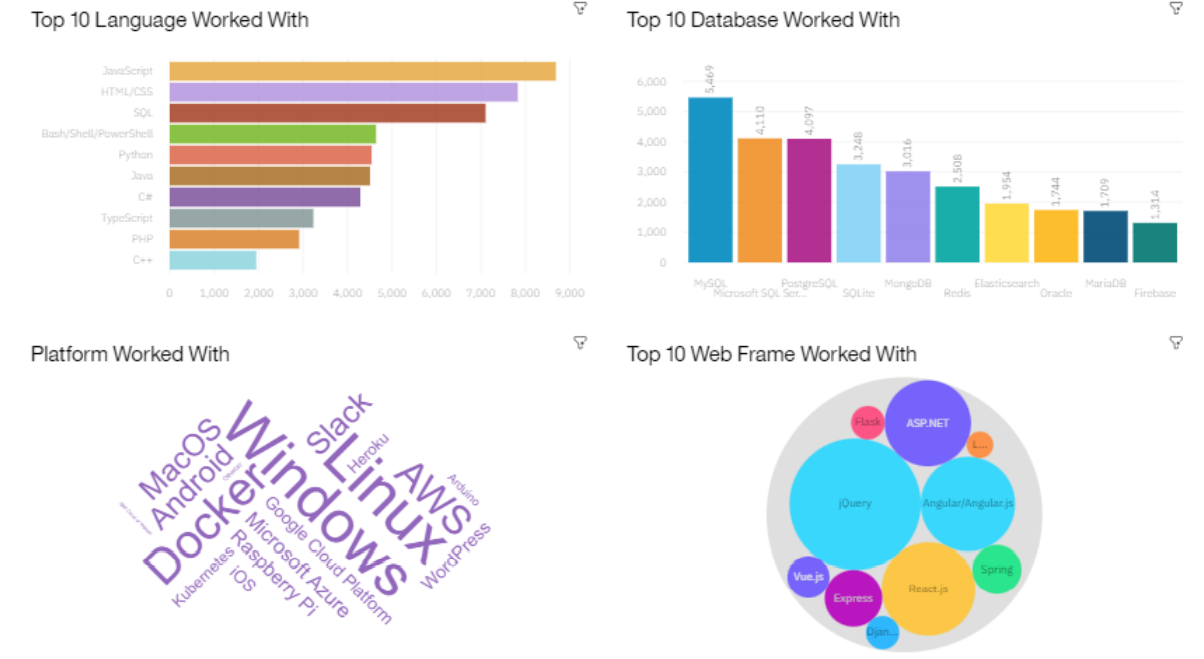 Top 10 Language Worked With
JavaScript
HTML/CSS
SQL
Bash/Shell/PowerShell
Python
Java
C#
TypeScript
PHP
C++
0 1,000 2,000 3,000 4,000 5,000 6,000 7,000 8,000 9,000
Top 10 Database Worked With
6,000
5,000
4,000
3,000
2,000
1,000
0
5,469
4,110
4,097
3,248
3,016
2,508
1,954
1,744
1,709
1,314
MySQL
Microsoft SQL Ser...
PostgreSQL
SQLite
MongoDB
Redis
Elasticsearch
Oracle
MariaDB
Firebase
Platform Worked With
Slack
MacOS
Windows
Heroku
Linux
Android
AWS
Arduino
Docker
Google Cloud Platform
WordPress
Microsoft Azure
Raspberry Pi
Kubernetes
iOS
Top 10 Web Frame Worked With
Flask
ASP.NET
L...
jQuery
Angular/Angular.js
Vue.js
Express
React.js
Spring
Djan...